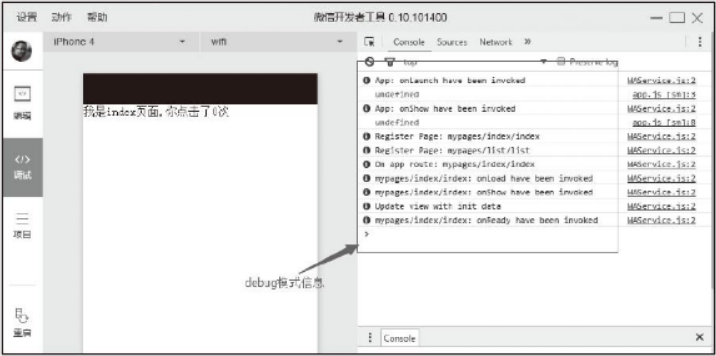 设置 动作 帮助
微信开发者工具 0.10.101400
iPhone 4
wifi
Console Sources Network »
top
Preserve log
编辑
调试
项目
重启
我是index页面,你点击了0次
App: onLaunch have been invoked WAService.js:2
undefined app.js [sm]:3
App: onShow have been invoked WAService.js:2
undefined app.js [sm]:8
Register Page: mypages/index/index WAService.js:2
Register Page: mypages/list/list WAService.js:2
On app route: mypages/index/index WAService.js:2
mypages/index/index: onLoad have been invoked WAService.js:2
mypages/index/index: onShow have been invoked WAService.js:2
Update view with init data WAService.js:2
mypages/index/index: onReady have been invoked WAService.js:2
>
debug模式信息
Console